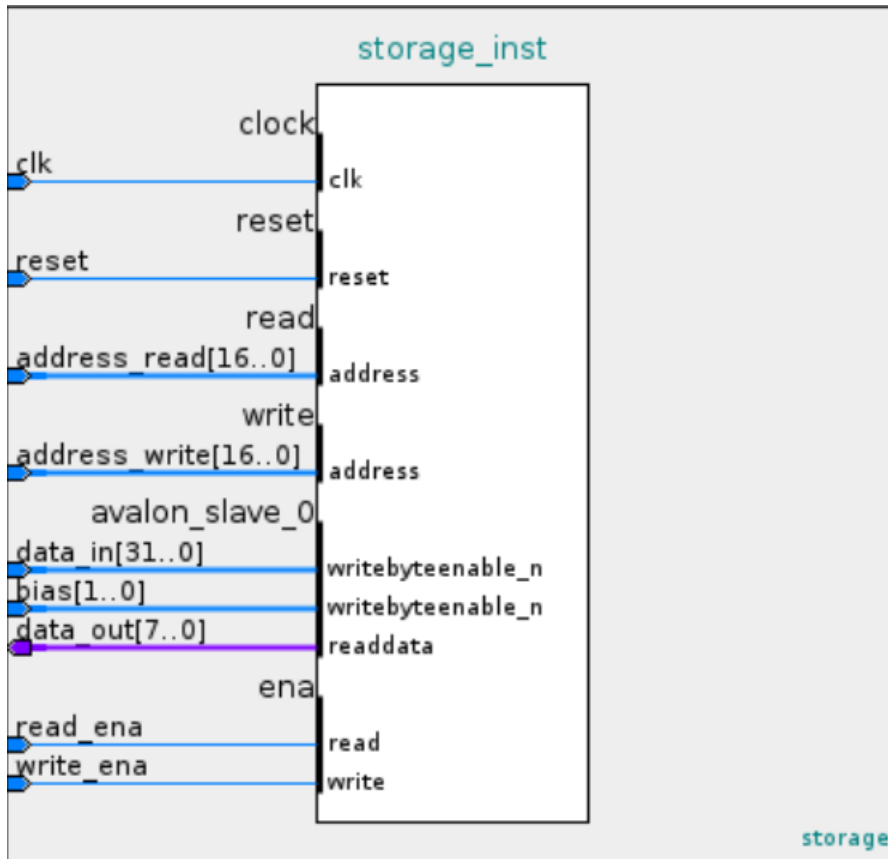 storage_inst
clock
clk
clk
reset
reset
reset
read
address_read[16..0]
address
write
address_write[16..0]
address
avalon_slave_0
data_in[31..0]
writebyteenable_n
bias[1..0]
writebyteenable_n
data_out[7..0]
readdata
ena
read_ena
read
write_ena
write
storage